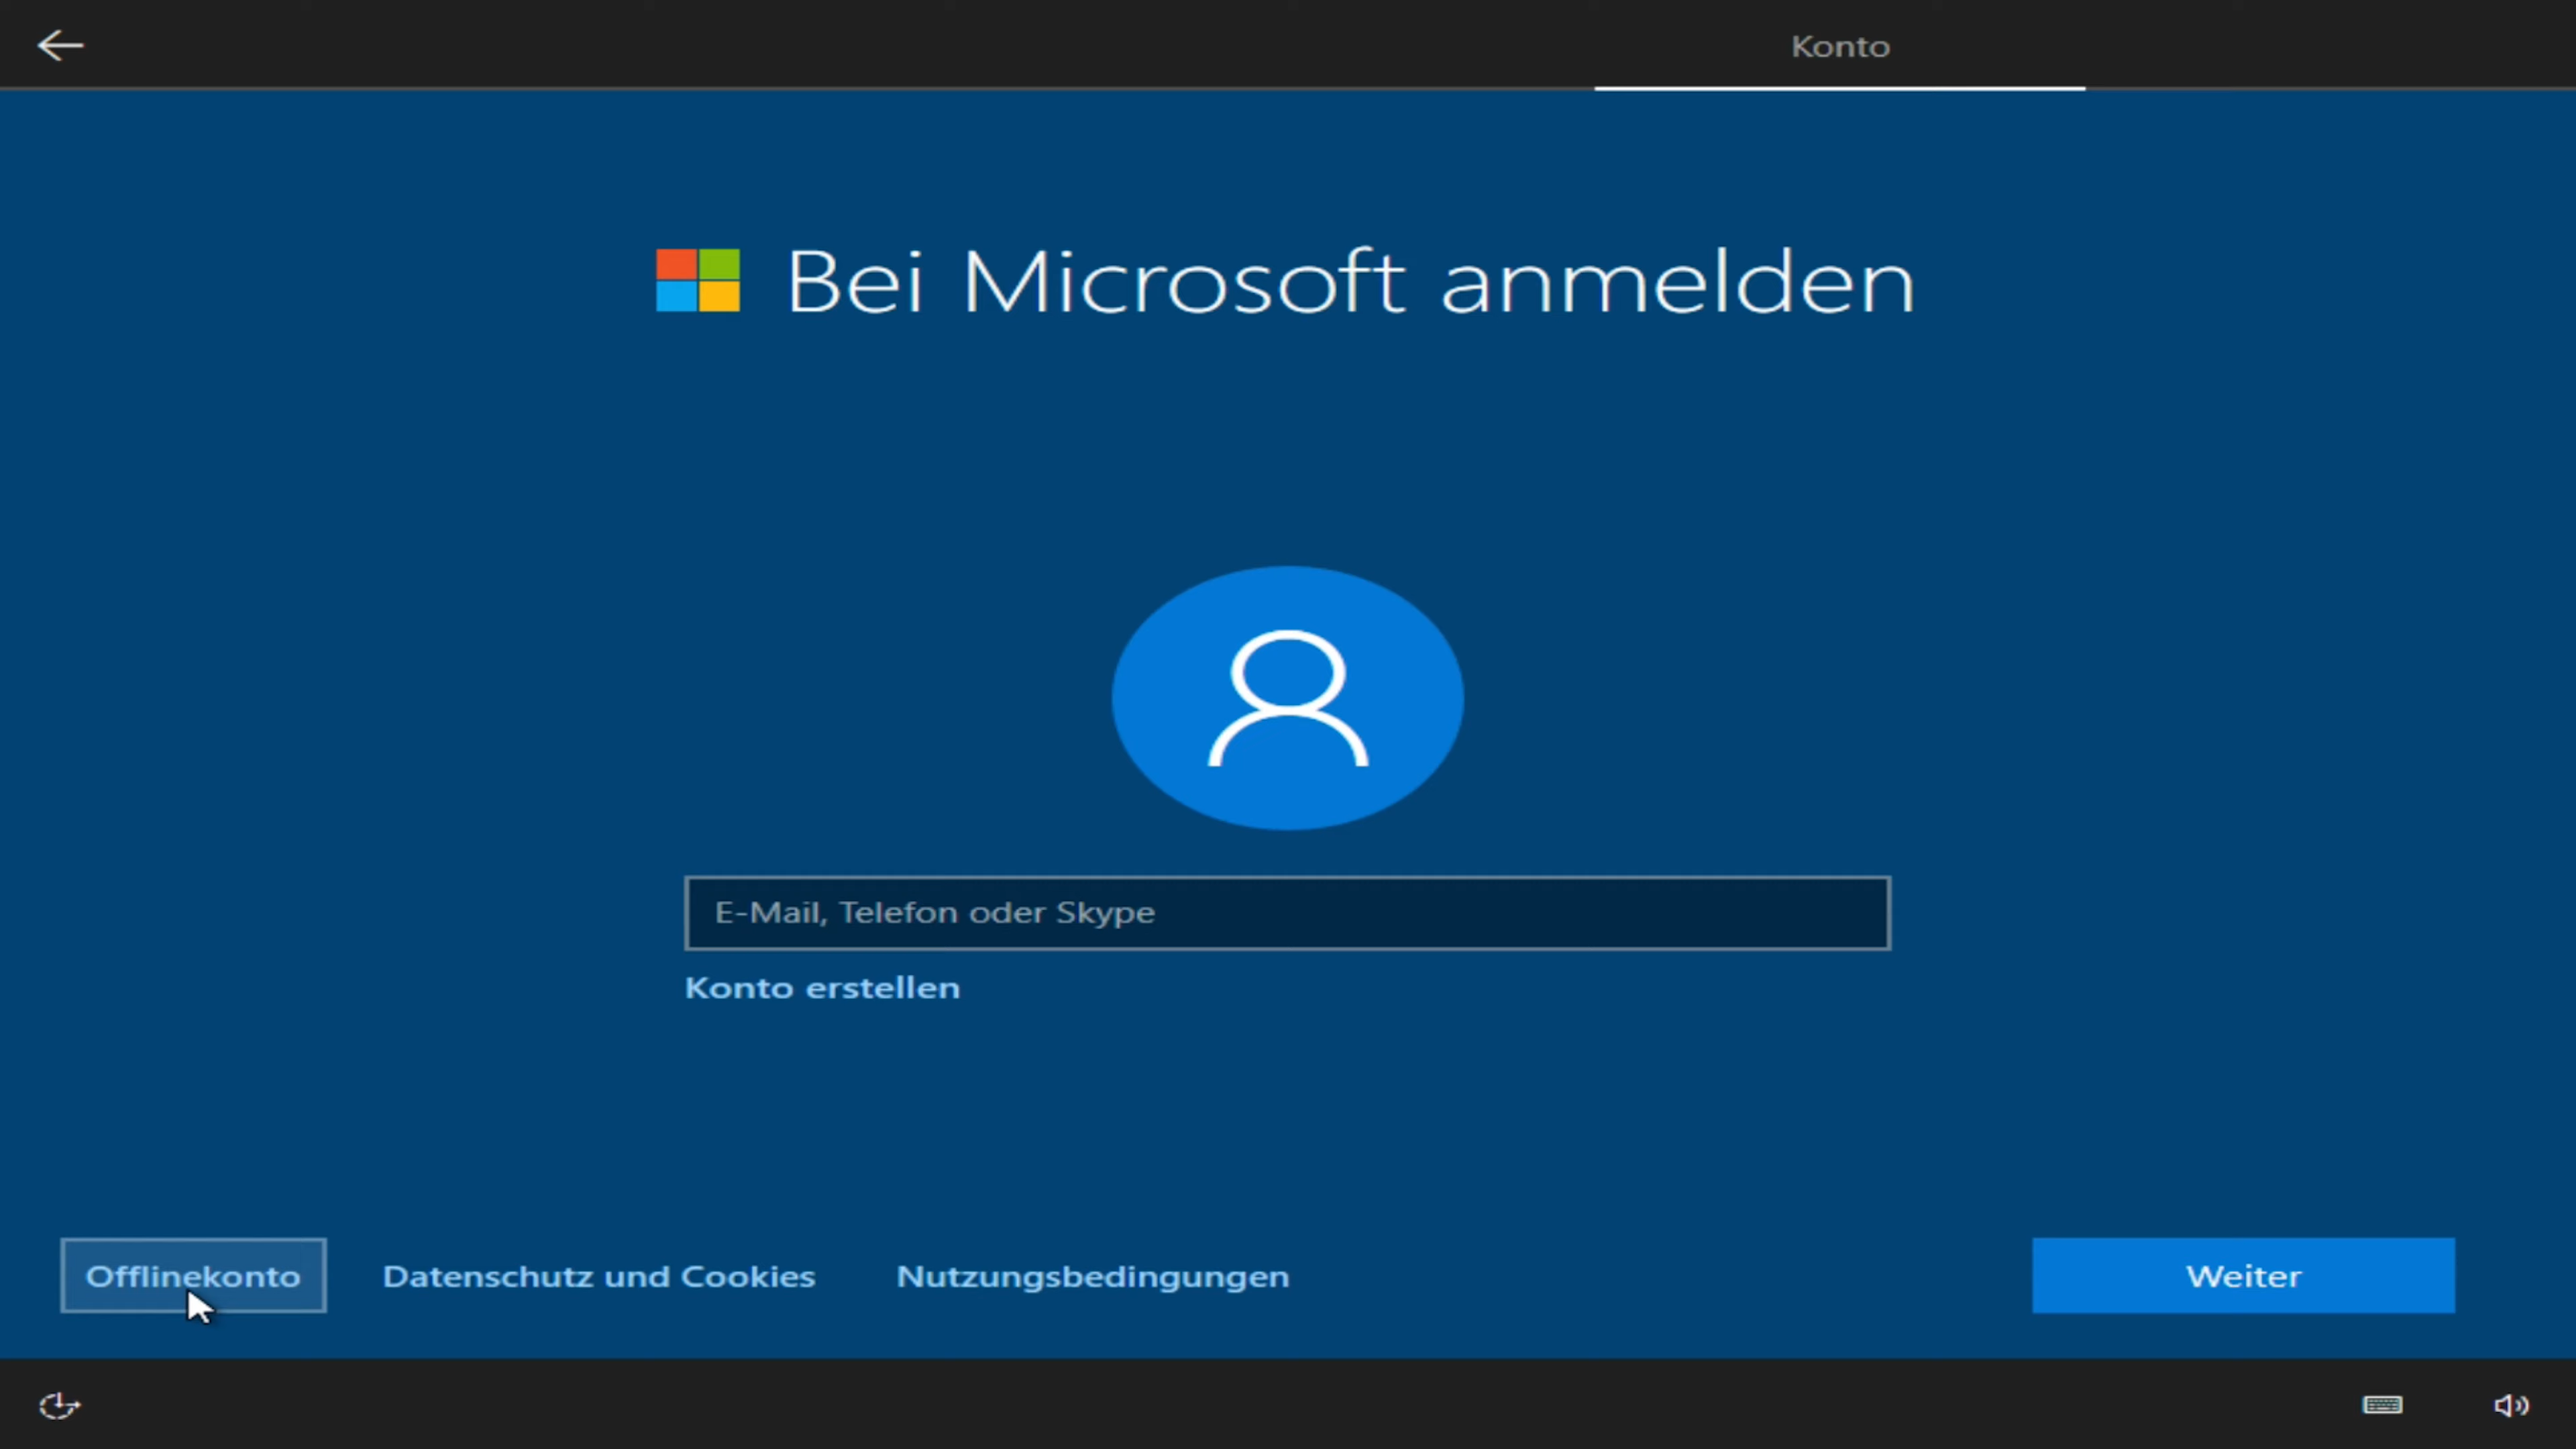 Konto
Bei Microsoft anmelden
E-Mail, Telefon oder Skype
Konto erstellen
Offlinekonto
Datenschutz und Cookies
Nutzungsbedingungen
Weiter